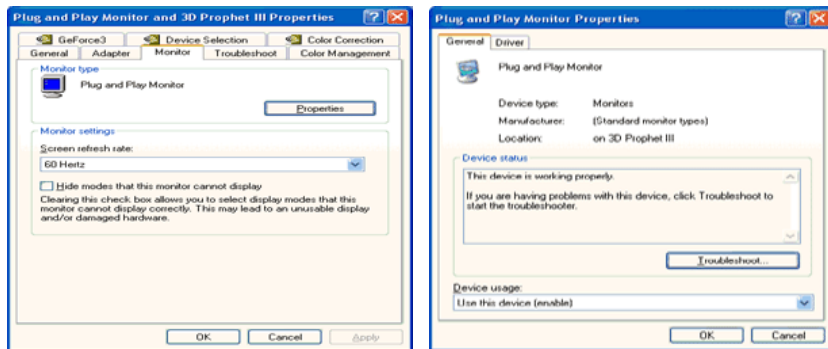 Plug and Play Monitor and 3D Prophet III Properties
GeForce3 Device Selection Color Correction
General Adapter Monitor Troubleshoot Color Management
Monitor type
Plug and Play Monitor
Properties
Monitor settings
Screen refresh rate:
60 Hertz
Hide modes that this monitor cannot display
Clearing this check box allows you to select display modes that this
monitor cannot display correctly. This may lead to an unusable display
and/or damaged hardware.
OK Cancel Apply
Plug and Play Monitor Properties
General Driver
Plug and Play Monitor
Device type: Monitors
Manufacturer: (Standard monitor types)
Location: on 3D Prophet III
Device status
This device is working properly.
If you are having problems with this device, click Troubleshoot to
start the troubleshooter.
Troubleshoot...
Device usage:
Use this device (enable)
OK Cancel